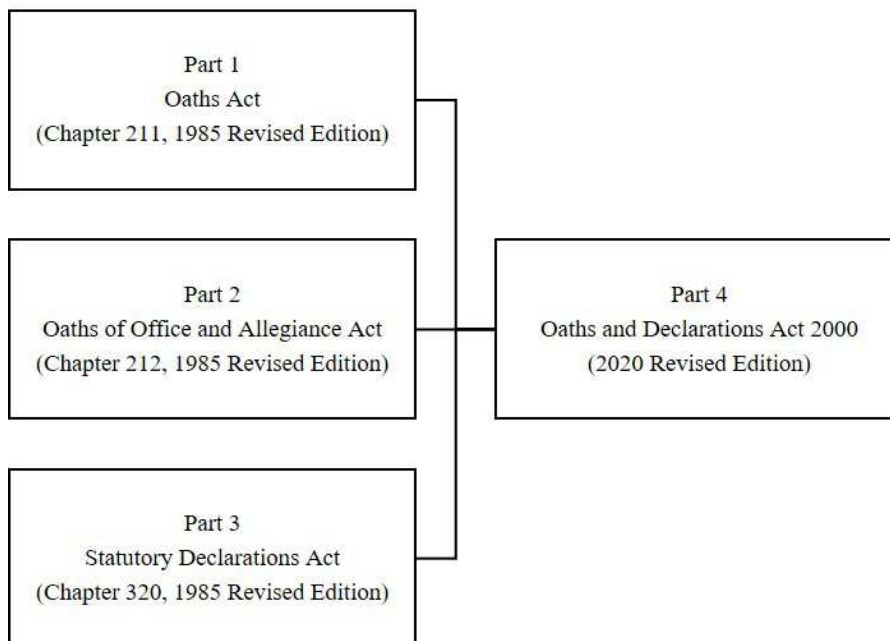 Part 1
Oaths Act
(Chapter 211, 1985 Revised Edition)
Part 2
Oaths of Office and Allegiance Act
(Chapter 212, 1985 Revised Edition)
Part 3
Statutory Declarations Act
(Chapter 320, 1985 Revised Edition)
Part 4
Oaths and Declarations Act 2000
(2020 Revised Edition)